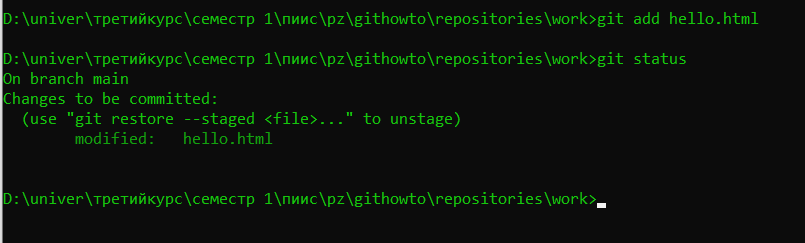 D:\univer\третийкурс\семестр 1\пиис\pz\githowto\repositories\work>git add hello.html
D:\univer\третийкурс\семестр 1\пиис\pz\githowto\repositories\work>git status
On branch main
Changes to be committed:
  (use "git restore --staged <file>..." to unstage)
        modified:   hello.html
D:\univer\третийкурс\семестр 1\пиис\pz\githowto\repositories\work>